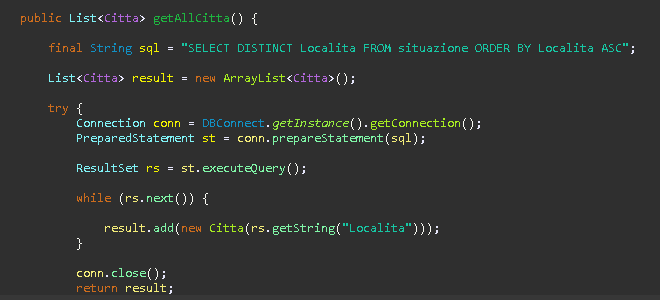 public List<Citta> getAllCitta() {
final String sql = "SELECT DISTINCT Localita FROM situazione ORDER BY Localita ASC";
List<Citta> result = new ArrayList<Citta>();
try {
Connection conn = DBConnect.getInstance().getConnection();
PreparedStatement st = conn.prepareStatement(sql);
ResultSet rs = st.executeQuery();
while (rs.next()) {
result.add(new Citta(rs.getString("Localita")));
}
conn.close();
return result;